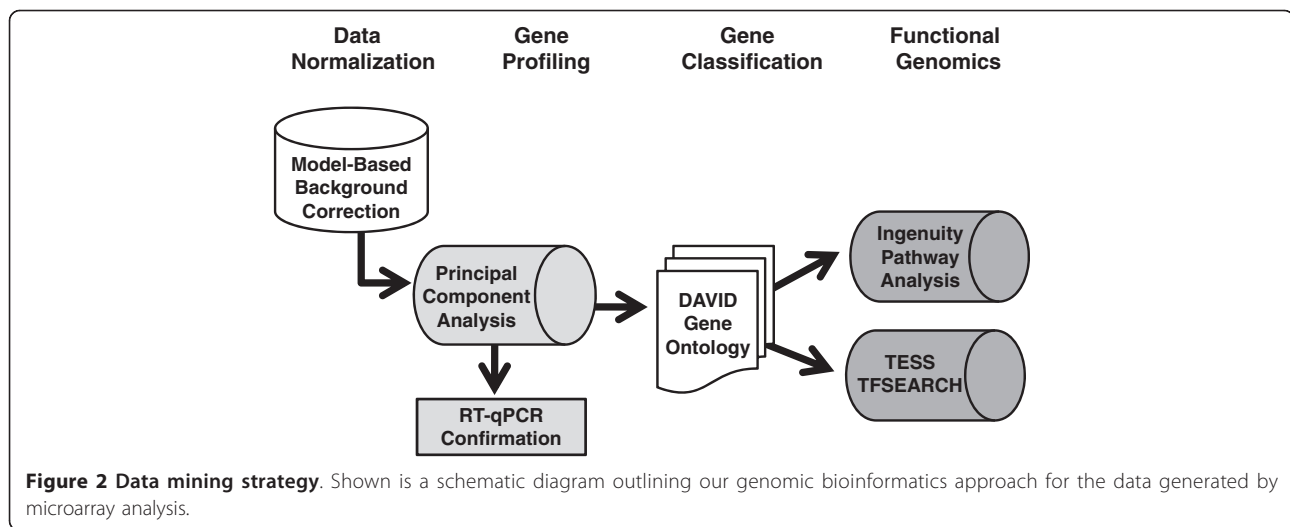 Data
Normalization
Gene
Profiling
Gene
Classification
Functional
Genomics
Model-Based
Background
Correction
Principal
Component
Analysis
RT-qPCR
Confirmation
DAVID
Gene
Ontology
Ingenuity
Pathway
Analysis
TESS
TFSEARCH
Figure 2 Data mining strategy. Shown is a schematic diagram outlining our genomic bioinformatics approach for the data generated by
microarray analysis.